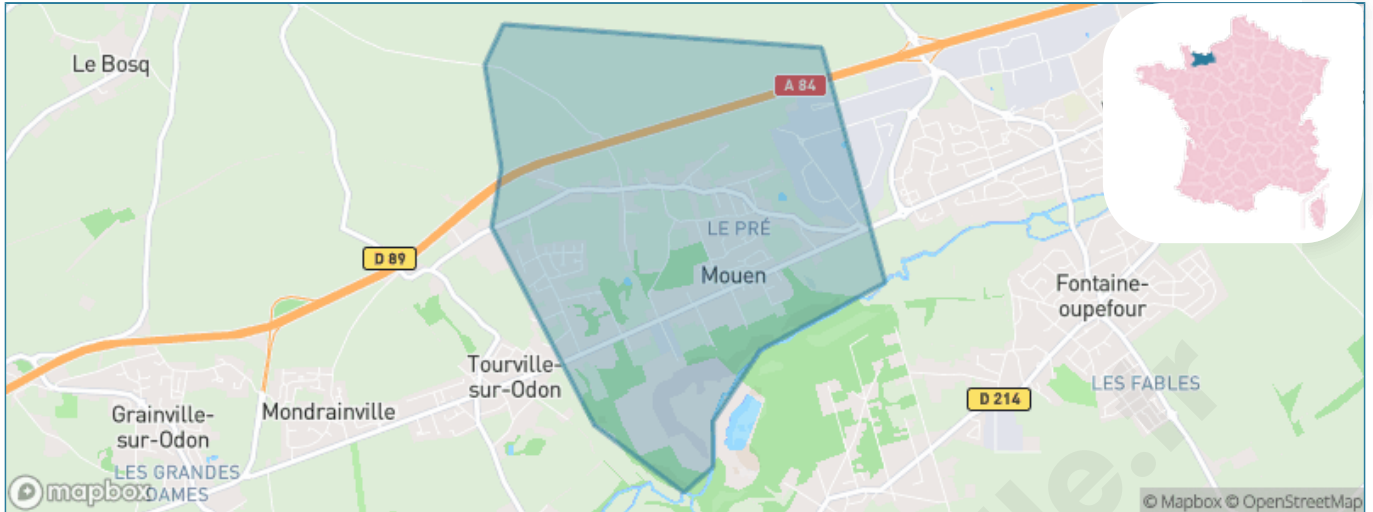 Le Bosq
A 84
LE PRÉ
D 89
Mouen
Fontaine-
oupefour
Tourville-
sur-Odon
LES FABLES
D 214
Grainville-
sur-Odon
Mondrainville
LES GRANDES
DAMES
mapbox
© Mapbox © OpenStreetMap